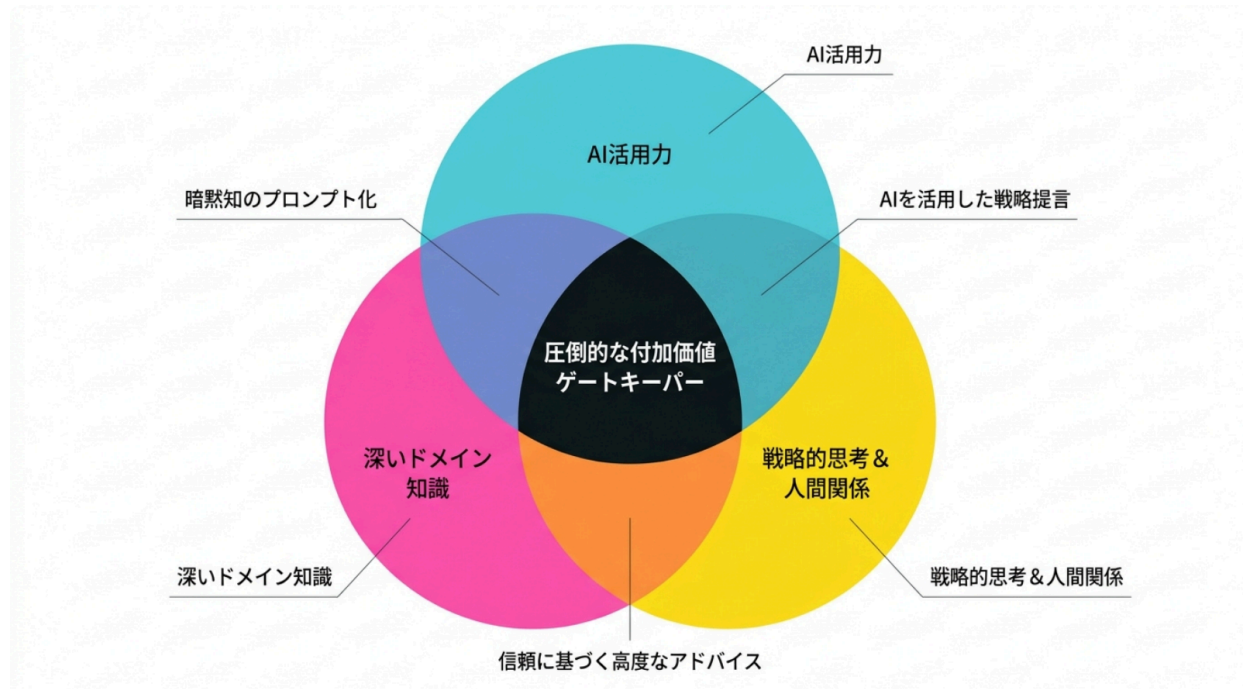 AI活用力
AI活用力
暗黙知のプロンプト化
AIを活用した戦略提言
圧倒的な付加価値
ゲートキーパー
深いドメイン
知識
戦略的思考&
人間関係
深いドメイン知識
戦略的思考&人間関係
信頼に基づく高度なアドバイス